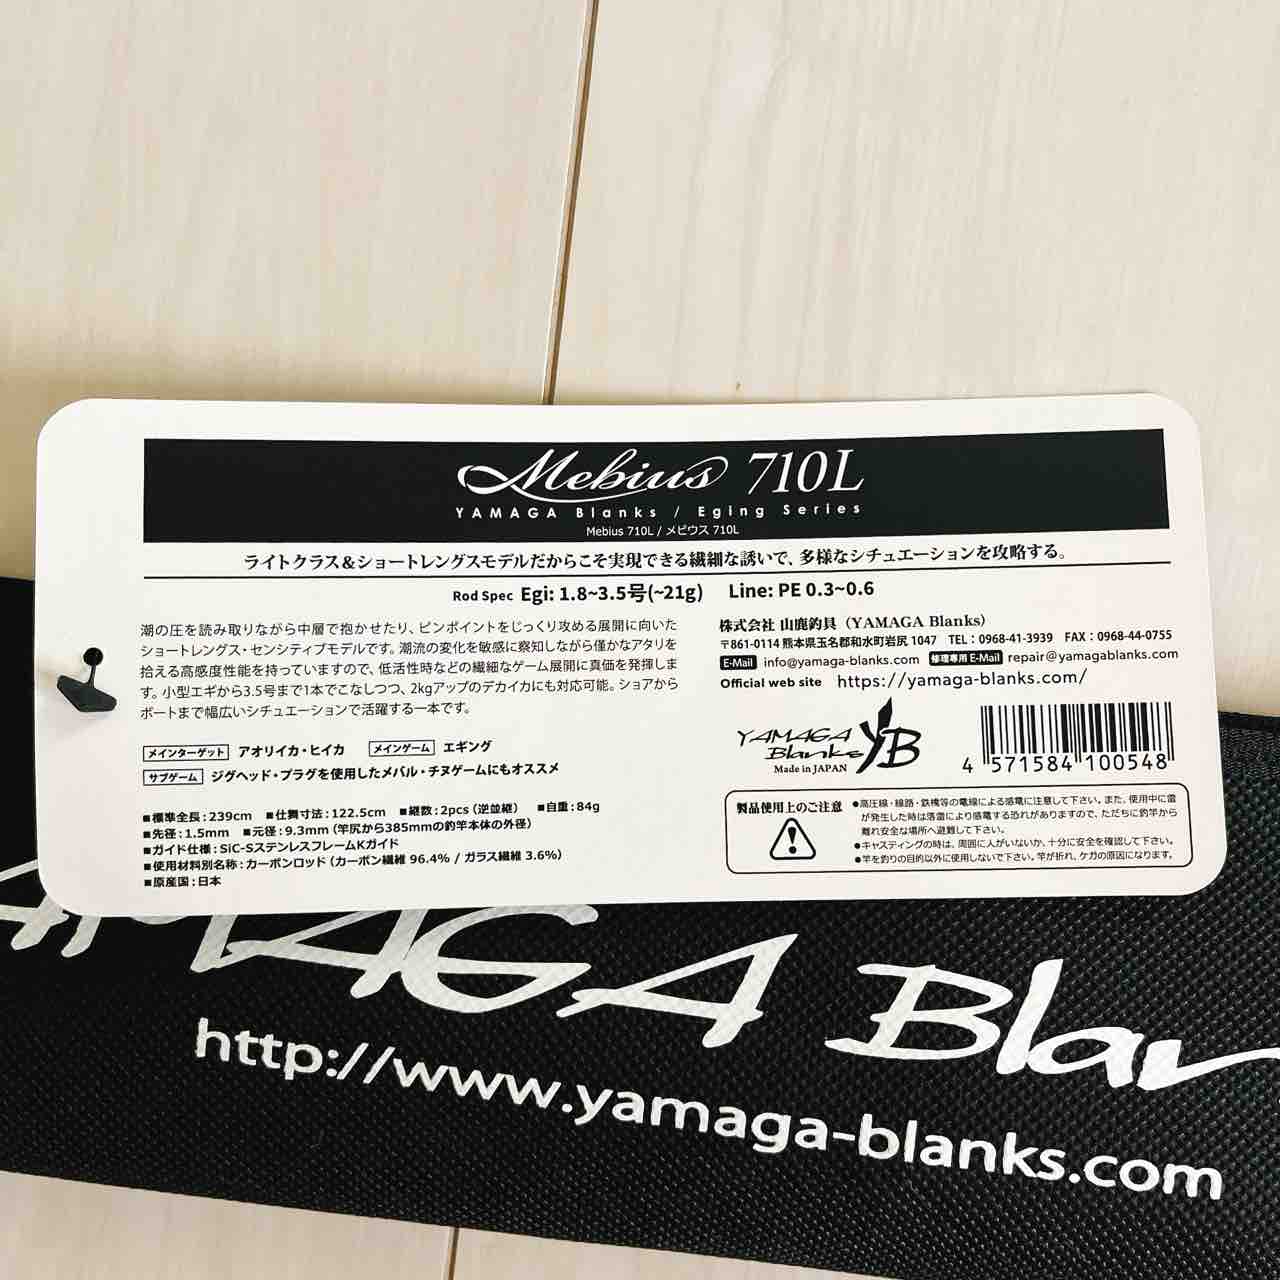 Mebius 710L
YAMAGA Blanks / Eging Series
Mebius 710L / メビウス 710L
ライトクラス&ショートレングスモデルだからこそ実現できる繊細な誘いで、多様なシチュエーションを攻略する。
Rod Spec Egi: 1.8~3.5号(~21g) Line: PE 0.3~0.6
潮の圧を読み取りながら中層で抱かせたり、ピンポイントをじっくり攻める展開に向いた
ショートレングス・センシティブモデルです。潮流の変化を敏感に察知しながら僅かなアタリを
拾える高感度性能を持っていますので、低活性時などの繊細なゲーム展開に真価を発揮しま
す。小型エギから3.5号まで1本でこなしつつ、2kgアップのデカイカにも対応可能。ショアから
ボートまで幅広いシチュエーションで活躍する一本です。
メインターゲット アオリイカ・ヒイカ メインゲーム エギング
サブゲーム ジグヘッド・プラグを使用したメバル・チヌゲームにもオススメ
■標準全長:239cm ■仕舞寸法:122.5cm ■継数:2pcs(逆並継) ■自重:84g
■先径:1.5mm ■元径:9.3mm(竿尻から385mmの釣竿本体の外径)
■ガイド仕様:SiC-SステンレスフレームKガイド
■使用材料別名称:カーボンロッド(カーボン繊維 96.4% / ガラス繊維 3.6%)
■原産国:日本
株式会社 山鹿釣具(YAMAGA Blanks)
〒861-0114 熊本県玉名郡和水町岩尻 1047 TEL:0968-41-3939 FAX:0968-44-0755
E-Mail info@yamaga-blanks.com 修理専用 E-Mail repair@yamagablanks.com
Official web site https://yamaga-blanks.com/
YAMAGA
Blanks YB
Made in JAPAN
4 571584 100548
製品使用上のご注意
●高圧線・線路・鉄橋等の電線による感電に注意して下さい。また、使用中に雷
が発生した時は落雷により感電する恐れがありますので、ただちに釣竿から
離れ安全な場所へ避難して下さい。
●キャスティングの時は、周囲に人がいないか、十分に安全を確認して下さい。
●竿を釣りの目的以外に使用しないで下さい。竿が折れ、ケガの原因になります。
YAMAGA Blan
http://www.yamaga-blanks.com